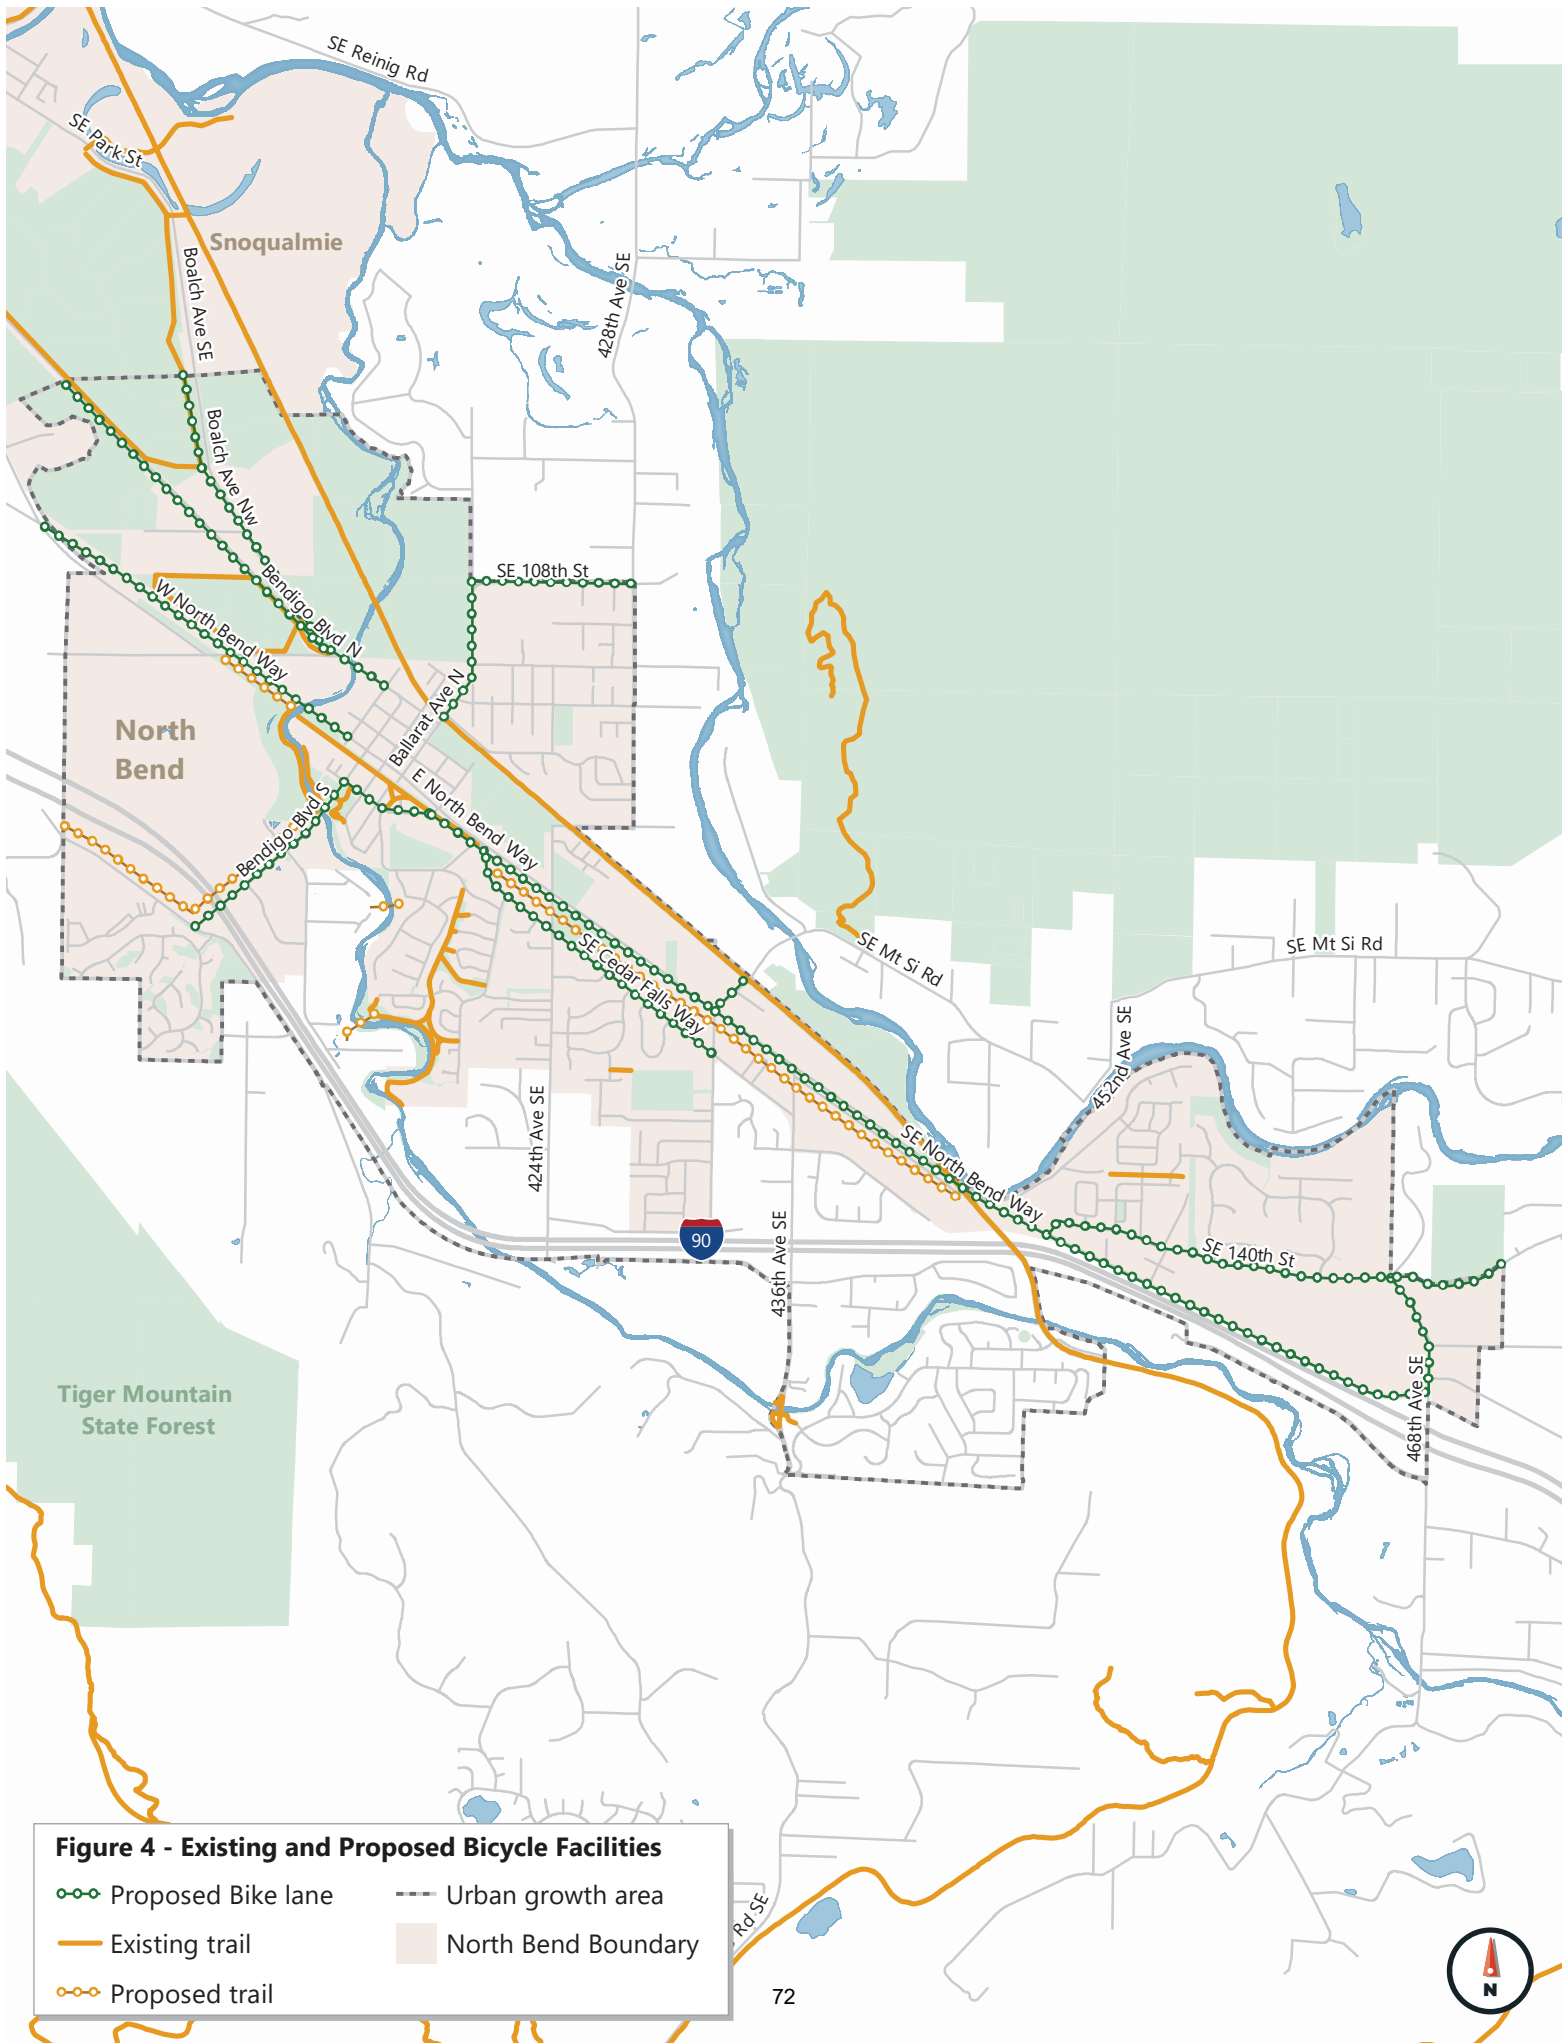 SE Reinig Rd
SE Park St
Snoqualmie
Boalch Ave SE
428th Ave SE
Boalch Ave NW
SE 108th St
Bendigo Blvd N
W North Bend Way
Ballarat Ave N
North
Bend
E North Bend Way
Bendigo Blvd S
SE Cedar Falls Way
SE Mt Si Rd
SE Mt Si Rd
452nd Ave SE
424th Ave SE
SE North Bend Way
90
436th Ave SE
SE 140th St
468th Ave SE
Tiger Mountain
State Forest
Figure 4 - Existing and Proposed Bicycle Facilities
Proposed Bike lane
Urban growth area
Existing trail
North Bend Boundary
Proposed trail
Rd SE
72
N